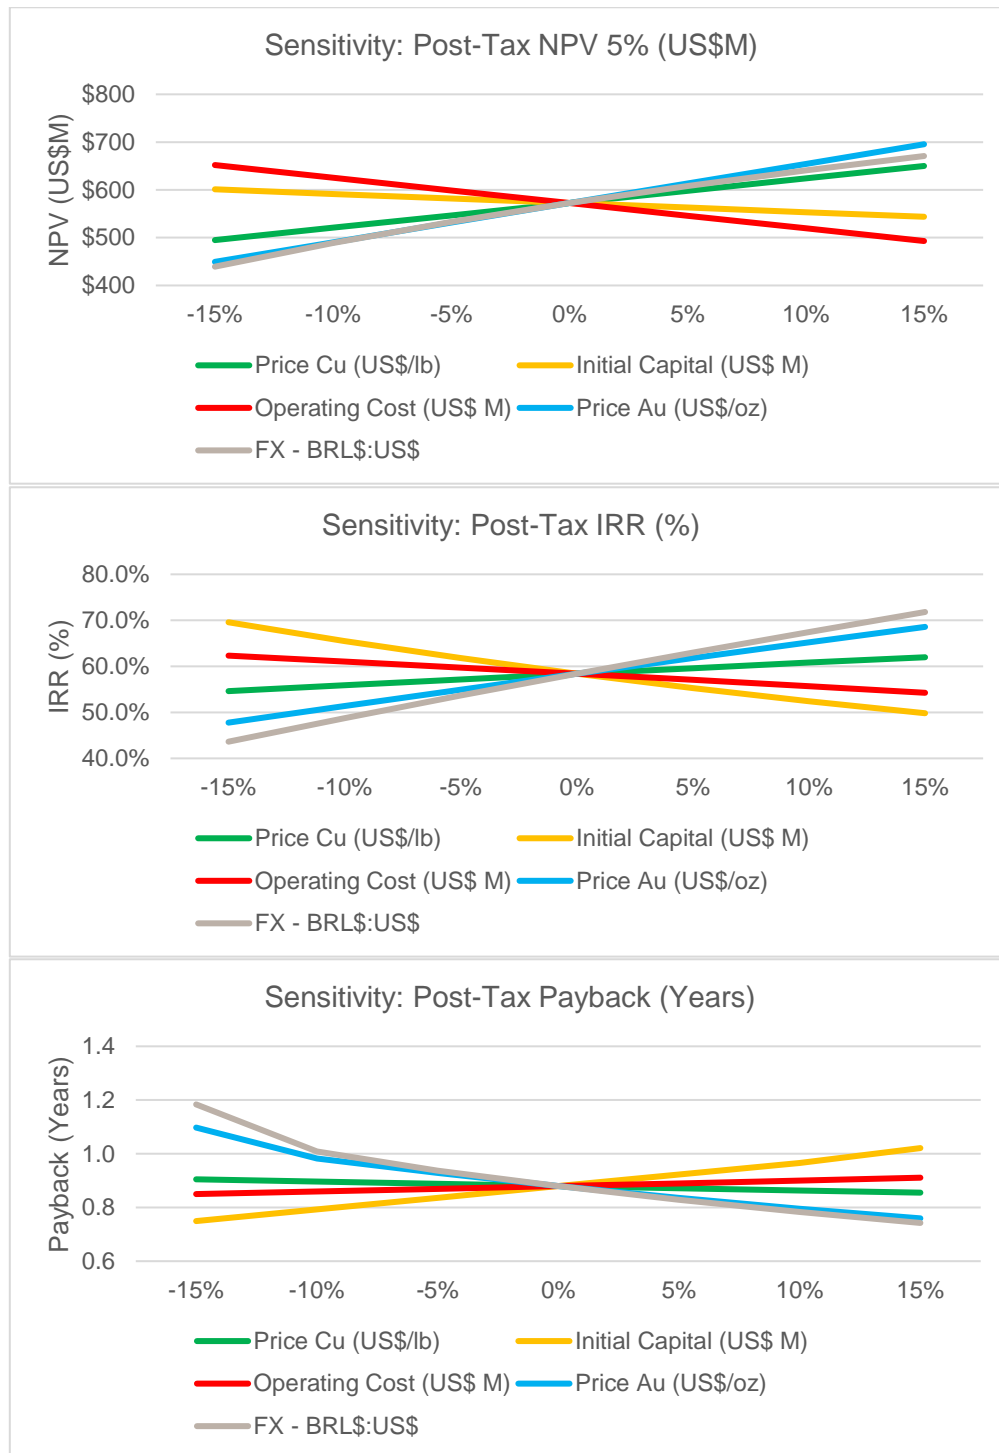 Sensitivity: Post-Tax NPV 5% (US$M)
NPV (US$M)
$800
$700
$600
$500
$400
-15% -10% -5% 0% 5% 10% 15%
Price Cu (US$/lb) Initial Capital (US$ M)
Operating Cost (US$ M) Price Au (US$/oz)
FX - BRL$:US$
Sensitivity: Post-Tax IRR (%)
IRR (%)
80.0%
70.0%
60.0%
50.0%
40.0%
-15% -10% -5% 0% 5% 10% 15%
Price Cu (US$/lb) Initial Capital (US$ M)
Operating Cost (US$ M) Price Au (US$/oz)
FX - BRL$:US$
Sensitivity: Post-Tax Payback (Years)
Payback (Years)
1.4
1.2
1.0
0.8
0.6
-15% -10% -5% 0% 5% 10% 15%
Price Cu (US$/lb) Initial Capital (US$ M)
Operating Cost (US$ M) Price Au (US$/oz)
FX - BRL$:US$